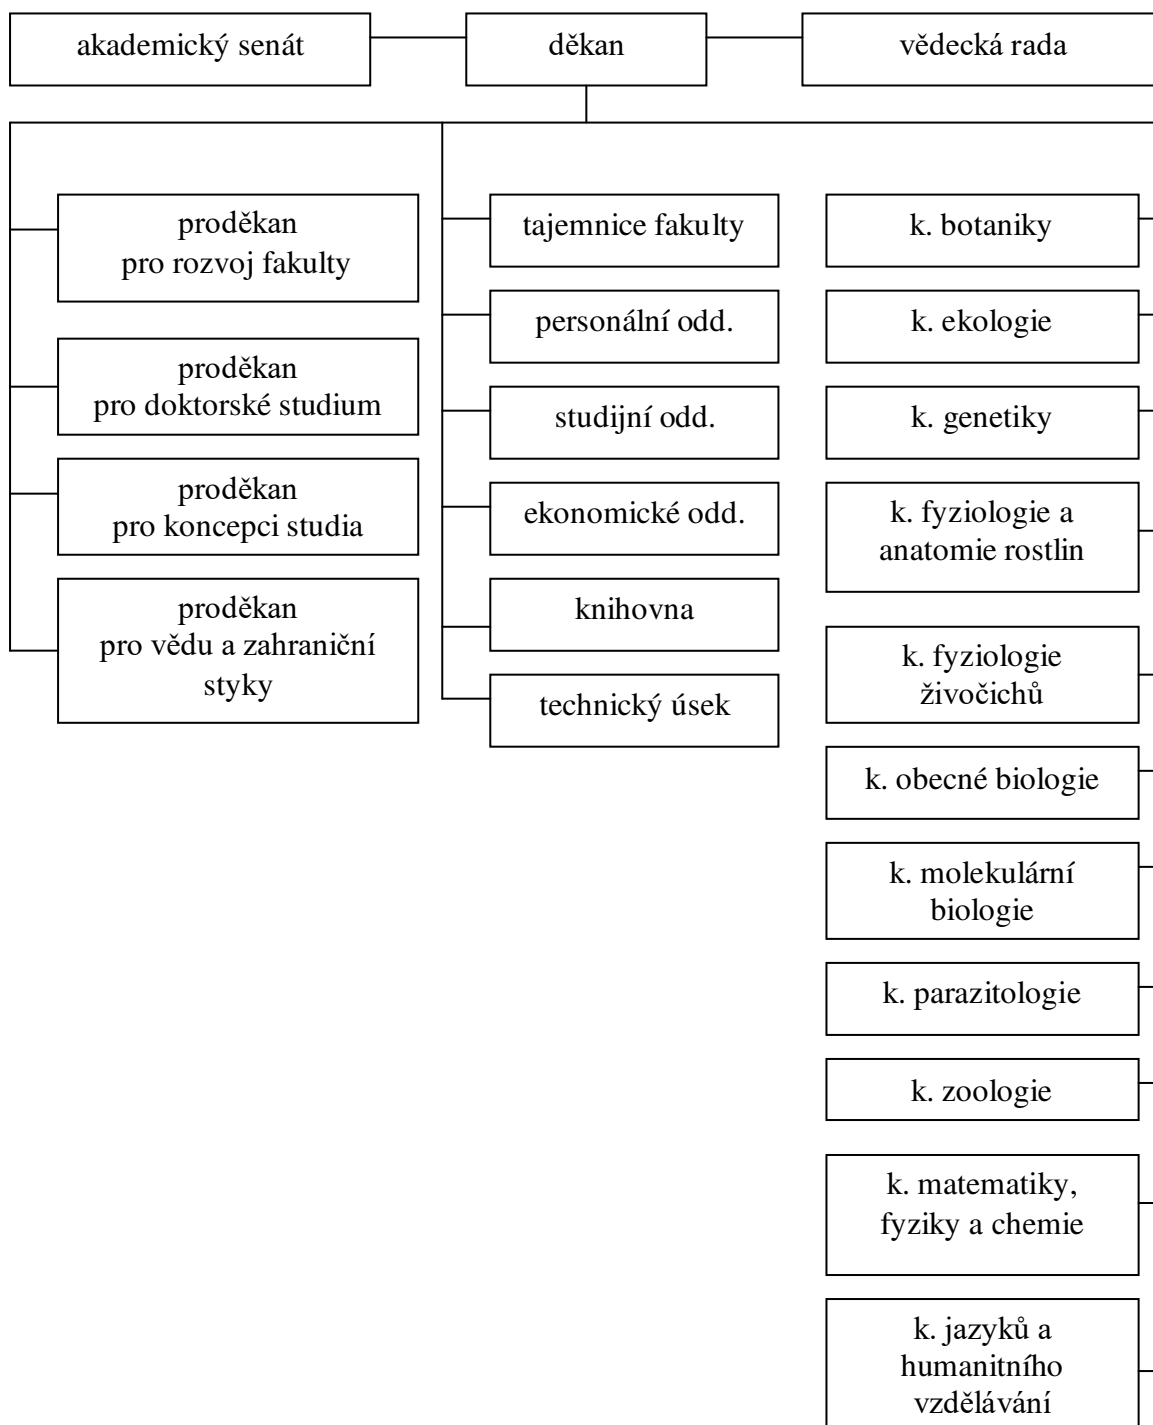 akademický senát
děkan
vědecká rada
proděkan
pro rozvoj fakulty
proděkan
pro doktorské studium
proděkan
pro koncepci studia
proděkan
pro vědu a zahraniční
styky
tajemnice fakulty
personální odd.
studijní odd.
ekonomické odd.
knihovna
technický úsek
k. botaniky
k. ekologie
k. genetiky
k. fyziologie a
anatomie rostlin
k. fyziologie
živočichů
k. obecné biologie
k. molekulární
biologie
k. parazitologie
k. zoologie
k. matematiky,
fyziky a chemie
k. jazyků a
humanitního
vzdělávání